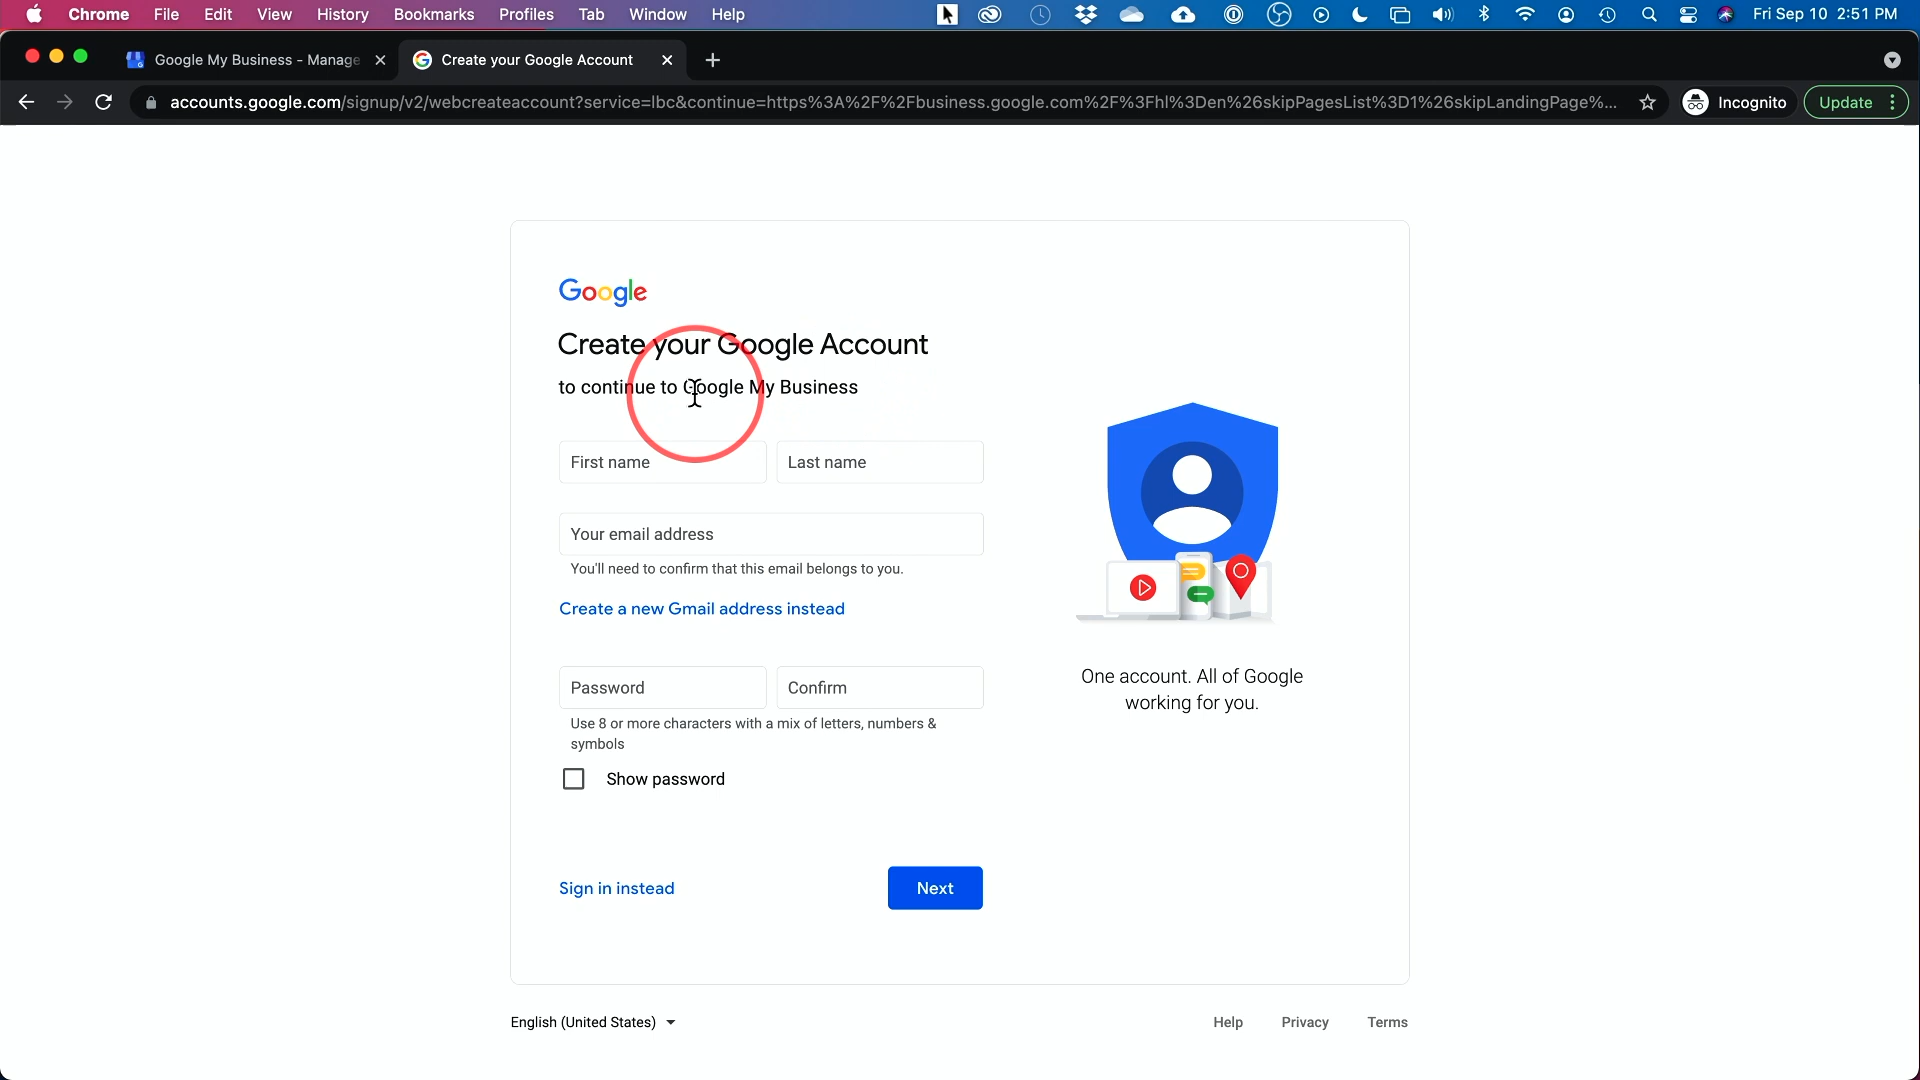 Chrome File Edit View History Bookmarks Profiles Tab Window Help Fri Sep 10 2:51 PM
Google My Business - Manage Create your Google Account
accounts.google.com/signup/v2/webcreateaccount?service=lbc&continue=https%3A%2F%2Fbusiness.google.com%2F%3Fhl%3Den%26skipPagesList%3D1%26skipLandingPage%... Incognito Update
Google
Create your Google Account
to continue to Google My Business
First name Last name
Your email address
You'll need to confirm that this email belongs to you.
Create a new Gmail address instead
Password Confirm
Use 8 or more characters with a mix of letters, numbers &
symbols
Show password
Sign in instead Next
One account. All of Google
working for you.
English (United States) Help Privacy Terms